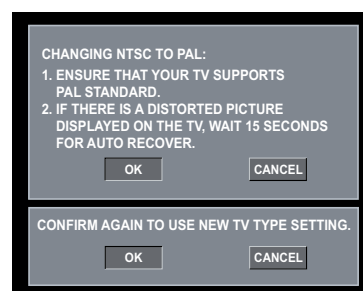 CHANGING NTSC TO PAL:
1. ENSURE THAT YOUR TV SUPPORTS
PAL STANDARD.
2. IF THERE IS A DISTORTED PICTURE
DISPLAYED ON THE TV, WAIT 15 SECONDS
FOR AUTO RECOVER.
OK CANCEL
CONFIRM AGAIN TO USE NEW TV TYPE SETTING.
OK CANCEL